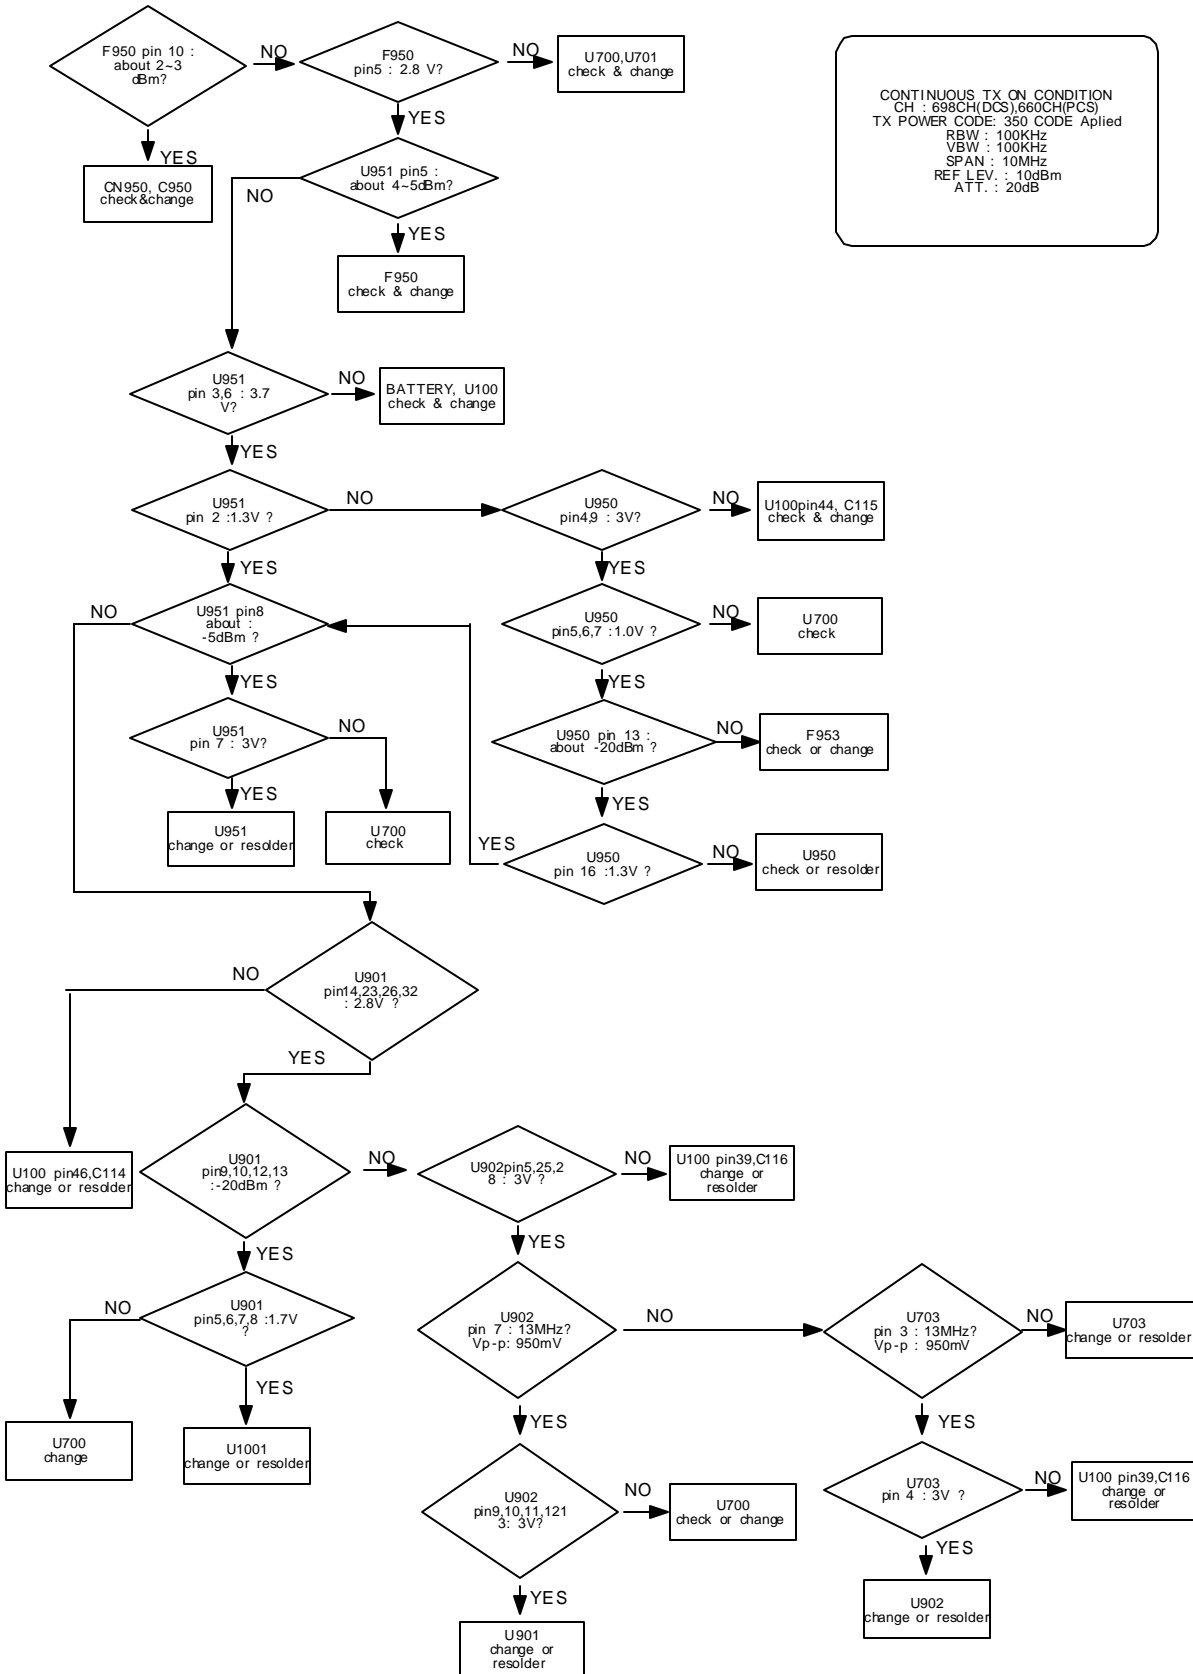 F950 pin 10 :
about 2~3
dBm?
NO
F950
pin5 : 2.8 V?
NO
U700,U701
check & change
CONTINUOUS TX ON CONDITION
CH : 698CH(DCS),660CH(PCS)
TX POWER CODE: 350 CODE Aplied
RBW : 100KHz
VBW : 100KHz
SPAN : 10MHz
REF LEV. : 10dBm
ATT. : 20dB
YES
YES
CN950, C950
check&change
U951 pin5 :
about 4~5dBm?
NO
YES
F950
check & change
U951
pin 3,6 : 3.7
V?
NO
BATTERY, U100
check & change
YES
U951
pin 2 :1.3V ?
NO
U950
pin4,9 : 3V?
NO
U100pin44, C115
check & change
YES
YES
NO
U951 pin8
about :
-5dBm ?
U950
pin5,6,7 :1.0V ?
NO
U700
check
YES
YES
U951
pin 7 : 3V?
NO
U950 pin 13 :
about -20dBm ?
NO
F953
check or change
YES
YES
U951
change or resolder
U700
check
YES
U950
pin 16 :1.3V ?
NO
U950
check or resolder
NO
U901
pin14,23,26,32
: 2.8V ?
YES
U100 pin46,C114
change or resolder
U901
pin9,10,12,13
:-20dBm ?
NO
U902pin5,25,2
8 : 3V ?
NO
U100 pin39,C116
change or
resolder
YES
YES
NO
U901
pin5,6,7,8 :1.7V
?
U902
pin 7 : 13MHz?
Vp-p: 950mV
NO
U703
pin 3 : 13MHz?
Vp-p : 950mV
NO
U703
change or resolder
YES
YES
YES
U700
change
U1001
change or resolder
U902
pin9,10,11,121
3: 3V?
NO
U700
check or change
U703
pin 4 : 3V ?
NO
U100 pin39,C116
change or
resolder
YES
YES
U901
change or
resolder
U902
change or resolder